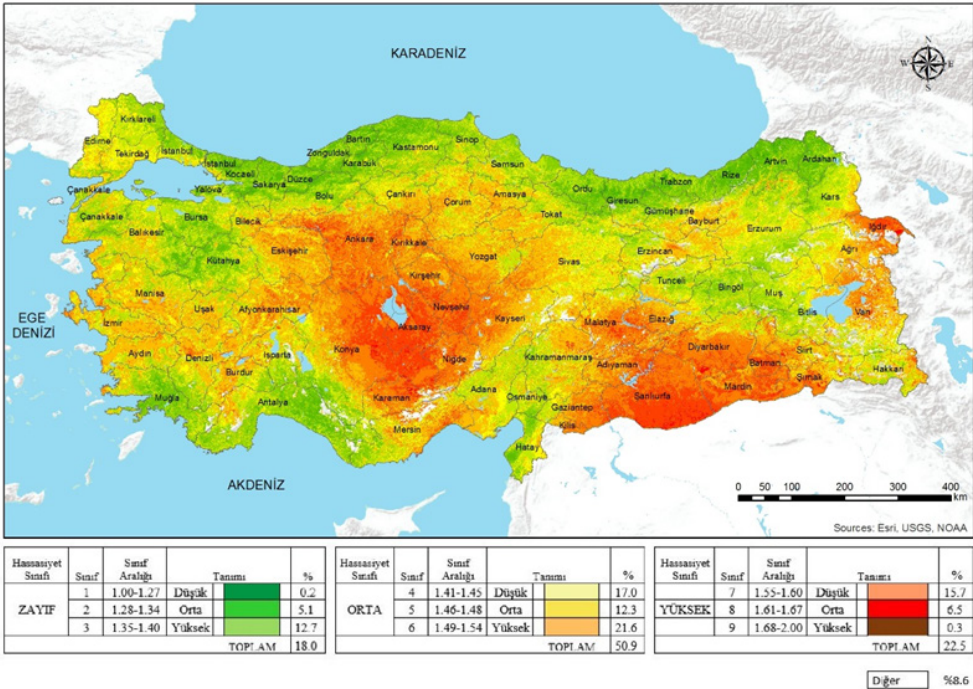 KARADENİZ
N
W E
S
Kırklareli
Edirne
Tekirdağ İstanbul
İstanbul
Kocaeli
Yalova
Sakarya
Düzce
Zonguldak
Bartın
Karabük
Kastamonu
Sinop
Samsun
Bolu
Çankırı
Çorum
Amasya
Tokat
Ordu
Giresun
Trabzon
Gümüşhane
Rize
Bayburt
Artvin
Ardahan
Kars
Iğdır
Ağrı
Erzurum
Erzincan
Çanakkale
Çanakkale
Balıkesir
Bursa
Bilecik
Kütahya
Eskişehir
Ankara
Kırıkkale
Yozgat
Sivas
Kırşehir
Nevşehir
Kayseri
Aksaray
Niğde
Konya
Karaman
Mersin
Adana
Osmaniye
Hatay
Kahramanmaraş
Gaziantep
Kilis
Adıyaman
Malatya
Elazığ
Tunceli
Bingöl
Muş
Bitlis
Van
Hakkari
Siirt
Şırnak
Batman
Mardin
Diyarbakır
Şanlıurfa
EGE
DENİZİ
Manisa
İzmir
Uşak
Afyonkarahisar
Aydın
Denizli
Isparta
Burdur
Muğla
Antalya
AKDENİZ
0 50 100 200 300 400
km
Sources: Esri, USGS, NOAA
Hassasiyet Sınıfı Sınıf Sınıf Aralığı Tanımı %
ZAYIF
1 1.00-1.27 Düşük 0.2
2 1.28-1.34 Orta 5.1
3 1.35-1.40 Yüksek 12.7
TOPLAM 18.0
Hassasiyet Sınıfı Sınıf Sınıf Aralığı Tanımı %
ORTA
4 1.41-1.45 Düşük 17.0
5 1.46-1.48 Orta 12.3
6 1.49-1.54 Yüksek 21.6
TOPLAM 50.9
Hassasiyet Sınıfı Sınıf Sınıf Aralığı Tanımı %
YÜKSEK
7 1.55-1.60 Düşük 15.7
8 1.61-1.67 Orta 6.5
9 1.68-2.00 Yüksek 0.3
TOPLAM 22.5
Diğer %8.6